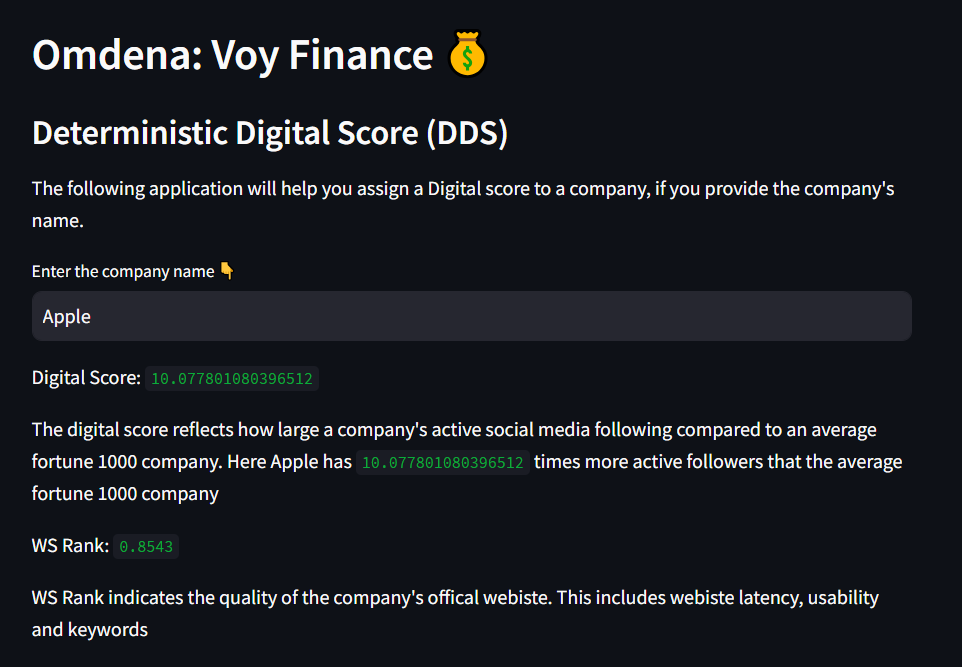 Omdena: Voy Finance 💰
Deterministic Digital Score (DDS)
The following application will help you assign a Digital score to a company, if you provide the company's
name.
Enter the company name 👇
Apple
Digital Score: 10.077801080396512
The digital score reflects how large a company's active social media following compared to an average
fortune 1000 company. Here Apple has 10.077801080396512 times more active followers that the average
fortune 1000 company
WS Rank: 0.8543
WS Rank indicates the quality of the company's offical webiste. This includes webiste latency, usability
and keywords